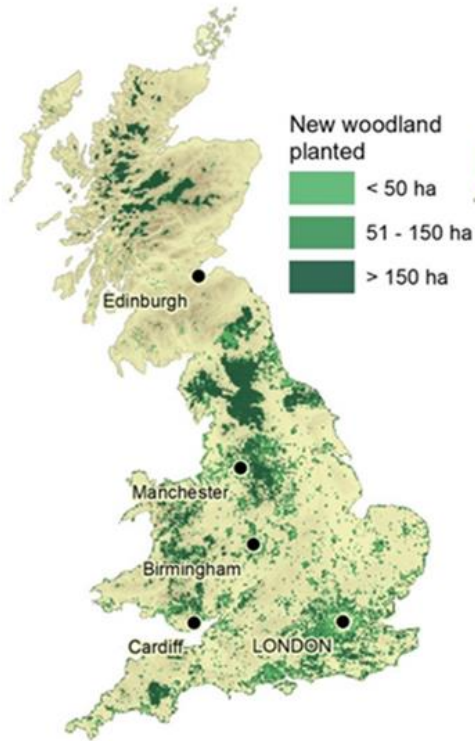 New woodland
planted
< 50 ha
51 - 150 ha
> 150 ha
Edinburgh
Manchester
Birmingham
Cardiff
LONDON